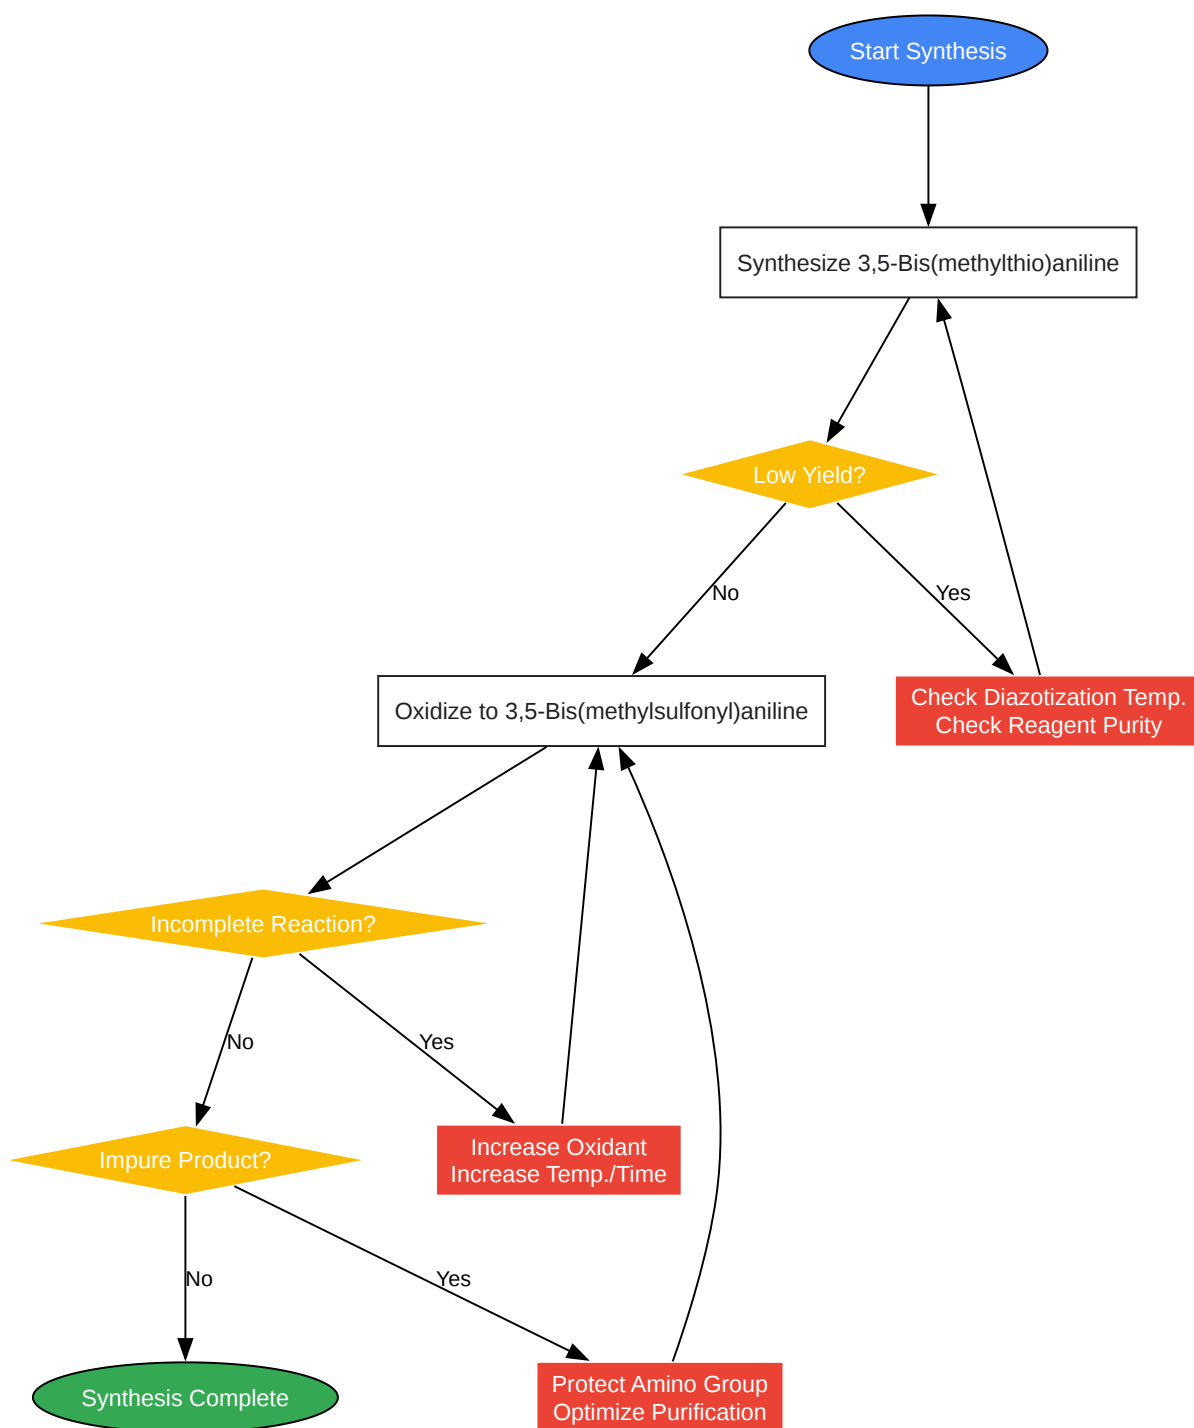 Start Synthesis
Synthesize 3,5-Bis(methylthio)aniline
Low Yield?
No
Yes
Oxidize to 3,5-Bis(methylsulfonyl)aniline
Check Diazotization Temp.
Check Reagent Purity
Incomplete Reaction?
No
Yes
Impure Product?
Increase Oxidant
Increase Temp./Time
No
Yes
Synthesis Complete
Protect Amino Group
Optimize Purification